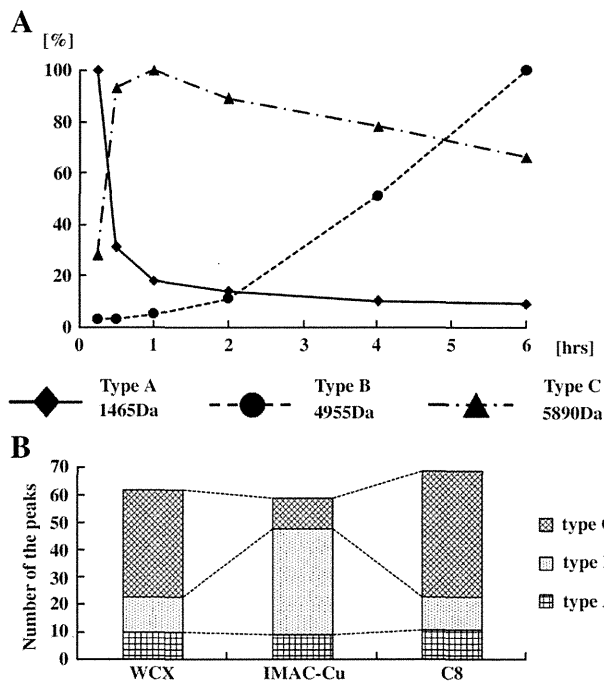 A
[%]
100
80
60
40
20
0
0 1 2 3 4 5 6 [hrs]
Type A
1465Da
Type B
4955Da
Type C
5890Da
B
Number of the peaks
70
60
50
40
30
20
10
0
WCX IMAC-Cu C8
type
type
type